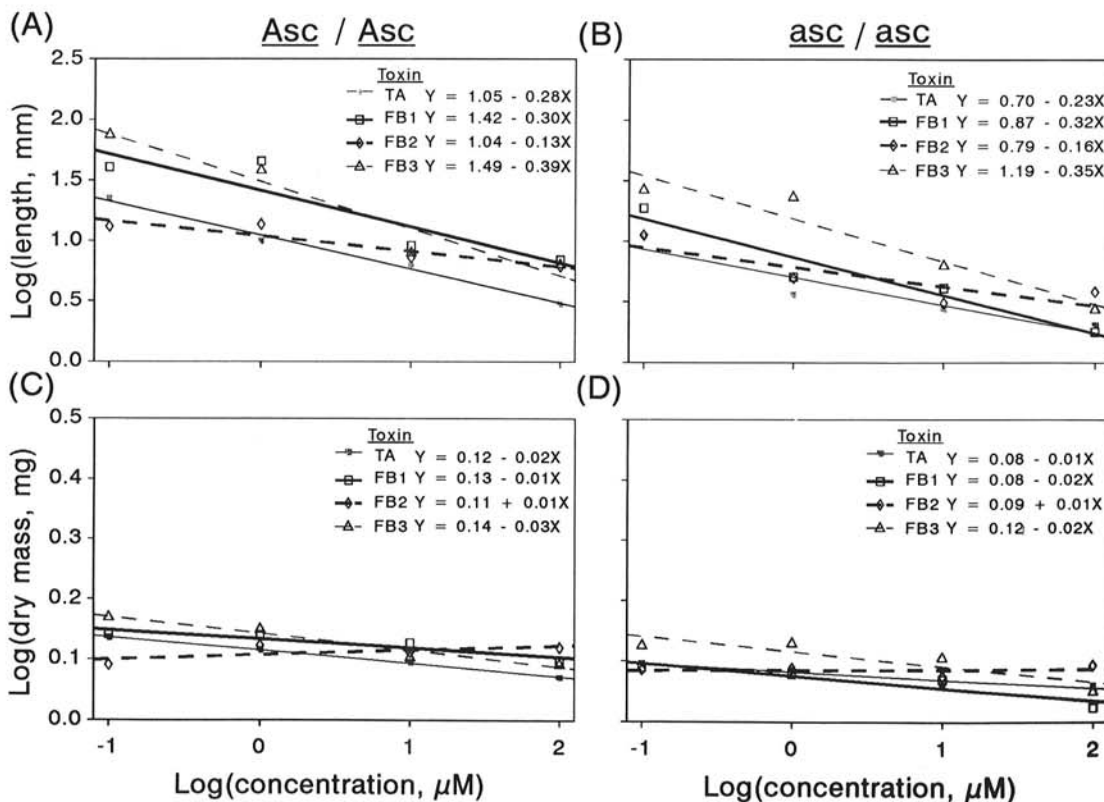 (A)
Asc / Asc
(B)
asc / asc
2.5
2.0
1.5
1.0
0.5
0.0
Log(length, mm)
Toxin
TA Y = 1.05 - 0.28X
FB1 Y = 1.42 - 0.30X
FB2 Y = 1.04 - 0.13X
FB3 Y = 1.49 - 0.39X
Toxin
TA Y = 0.70 - 0.23X
FB1 Y = 0.87 - 0.32X
FB2 Y = 0.79 - 0.16X
FB3 Y = 1.19 - 0.35X
(C)
(D)
0.5
0.4
0.3
0.2
0.1
0.0
Log(dry mass, mg)
Toxin
TA Y = 0.12 - 0.02X
FB1 Y = 0.13 - 0.01X
FB2 Y = 0.11 + 0.01X
FB3 Y = 0.14 - 0.03X
Toxin
TA Y = 0.08 - 0.01X
FB1 Y = 0.08 - 0.02X
FB2 Y = 0.09 + 0.01X
FB3 Y = 0.12 - 0.02X
-1 0 1 2
-1 0 1 2
Log(concentration, μM)
Log(concentration, μM)